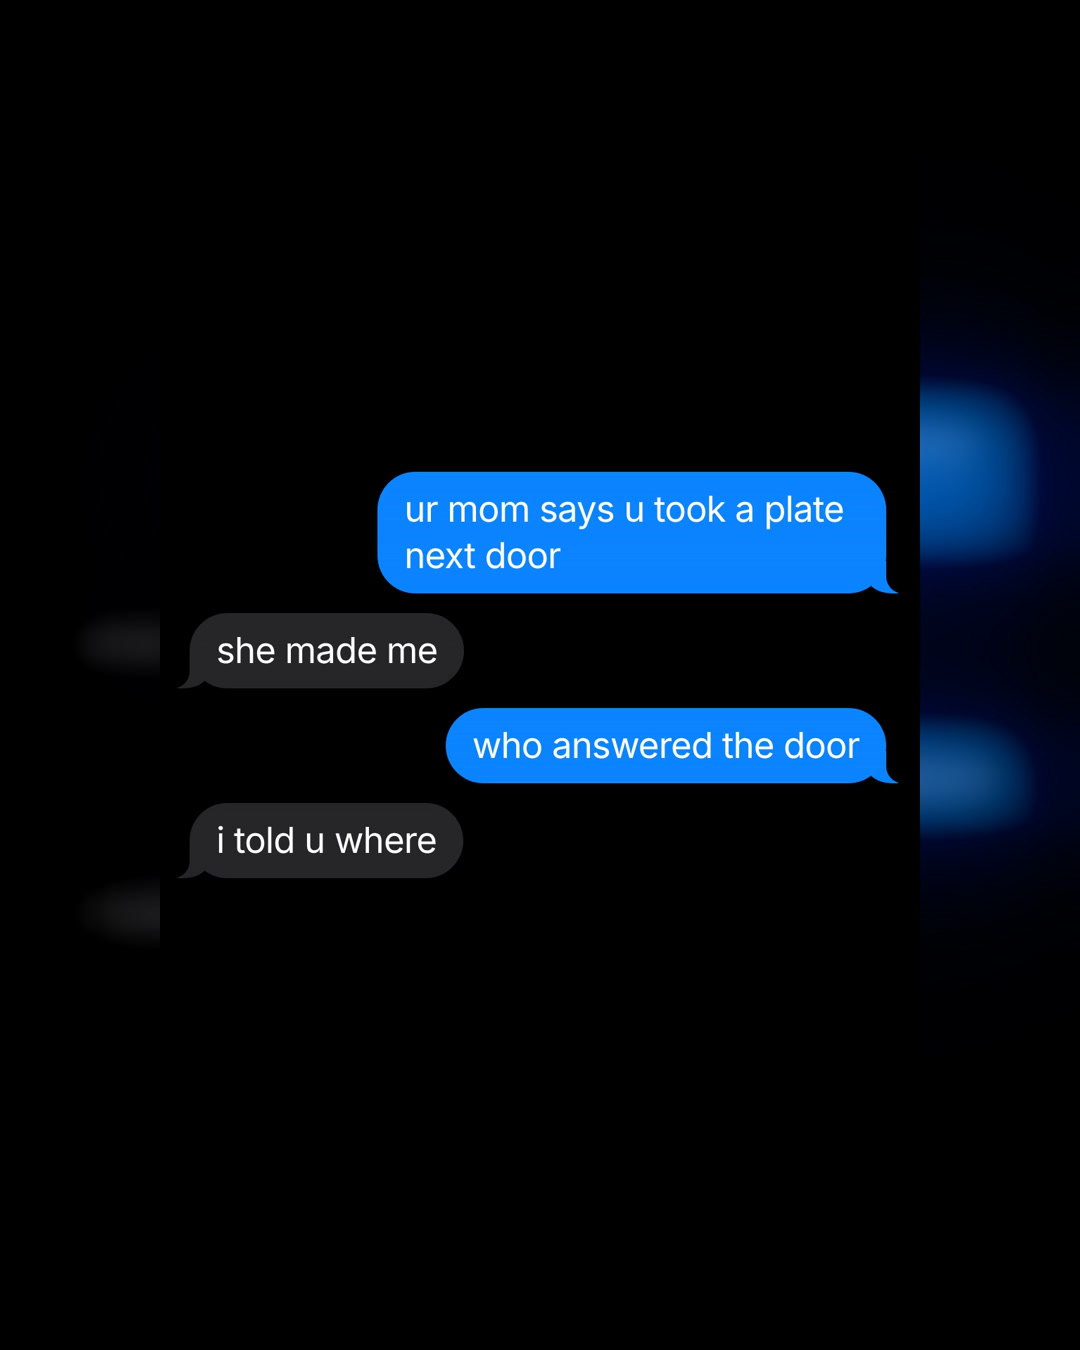 ur mom says u took a plate
next door
she made me
who answered the door
i told u where